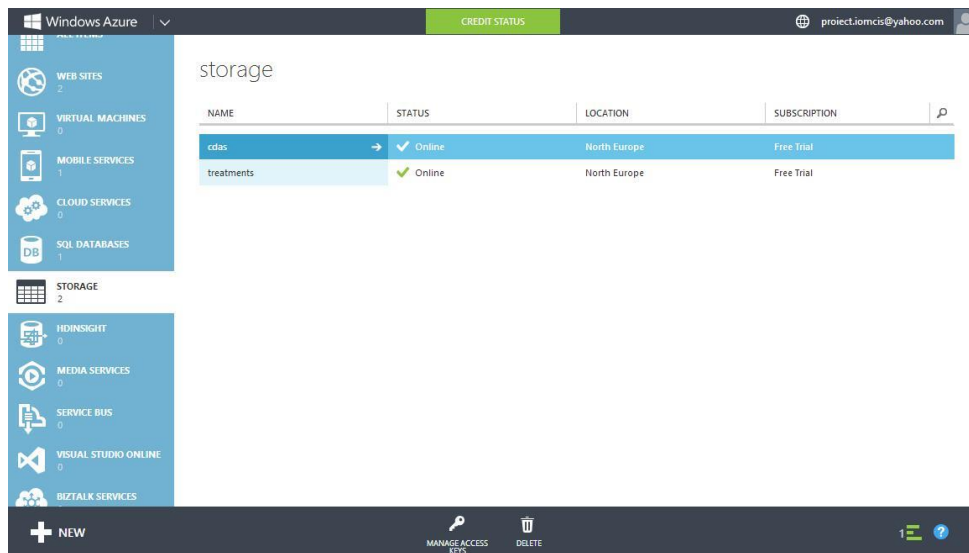 Windows Azure
CREDIT STATUS
proiect.iomcis@yahoo.com
ALL ITEMS
WEB SITES
2
VIRTUAL MACHINES
0
MOBILE SERVICES
1
CLOUD SERVICES
0
SQL DATABASES
1
DB
STORAGE
2
HDINSIGHT
0
MEDIA SERVICES
0
SERVICE BUS
0
VISUAL STUDIO ONLINE
0
BIZTALK SERVICES
storage
NAME STATUS LOCATION SUBSCRIPTION
cdas Online North Europe Free Trial
treatments Online North Europe Free Trial
NEW
MANAGE ACCESS
KEYS
DELETE
1
?